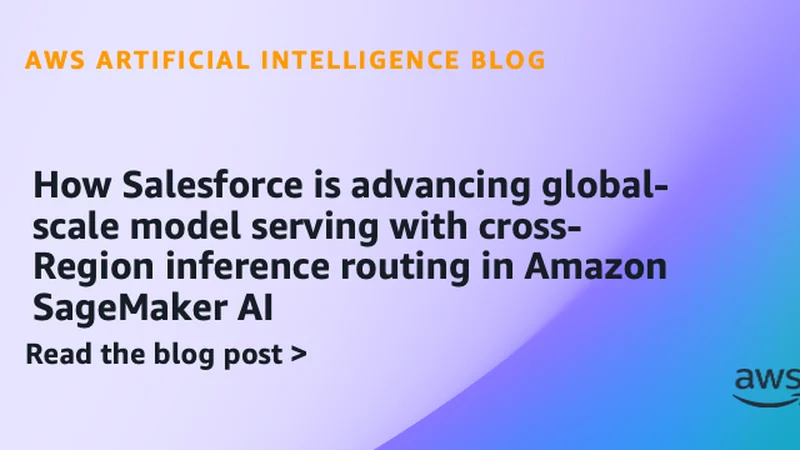 AWS ARTIFICIAL INTELLIGENCE BLOG
How Salesforce is advancing global-
scale model serving with cross-
Region inference routing in Amazon
SageMaker AI
Read the blog post >
aws